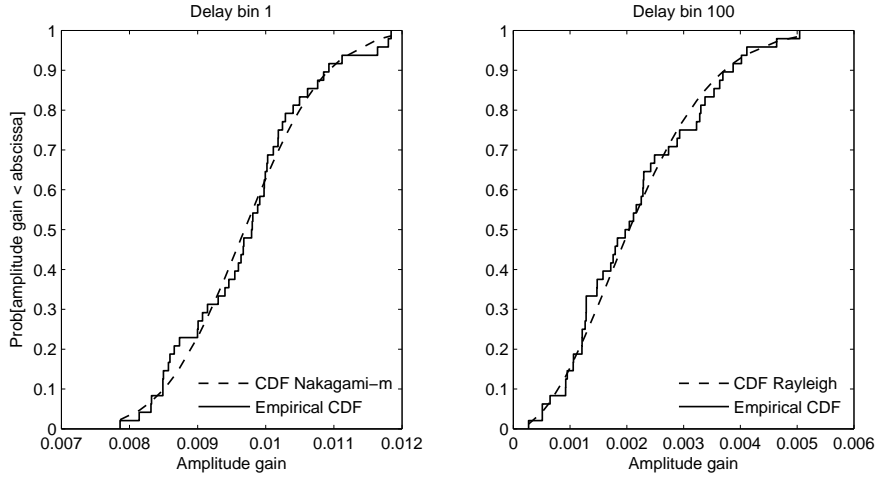 Delay bin 1
Prob[amplitude gain < abscissa]
1
0.9
0.8
0.7
0.6
0.5
0.4
0.3
0.2
0.1
0
0.007 0.008 0.009 0.01 0.011 0.012
Amplitude gain
CDF Nakagami−m
Empirical CDF
Delay bin 100
1
0.9
0.8
0.7
0.6
0.5
0.4
0.3
0.2
0.1
0
0 0.001 0.002 0.003 0.004 0.005 0.006
Amplitude gain
CDF Rayleigh
Empirical CDF